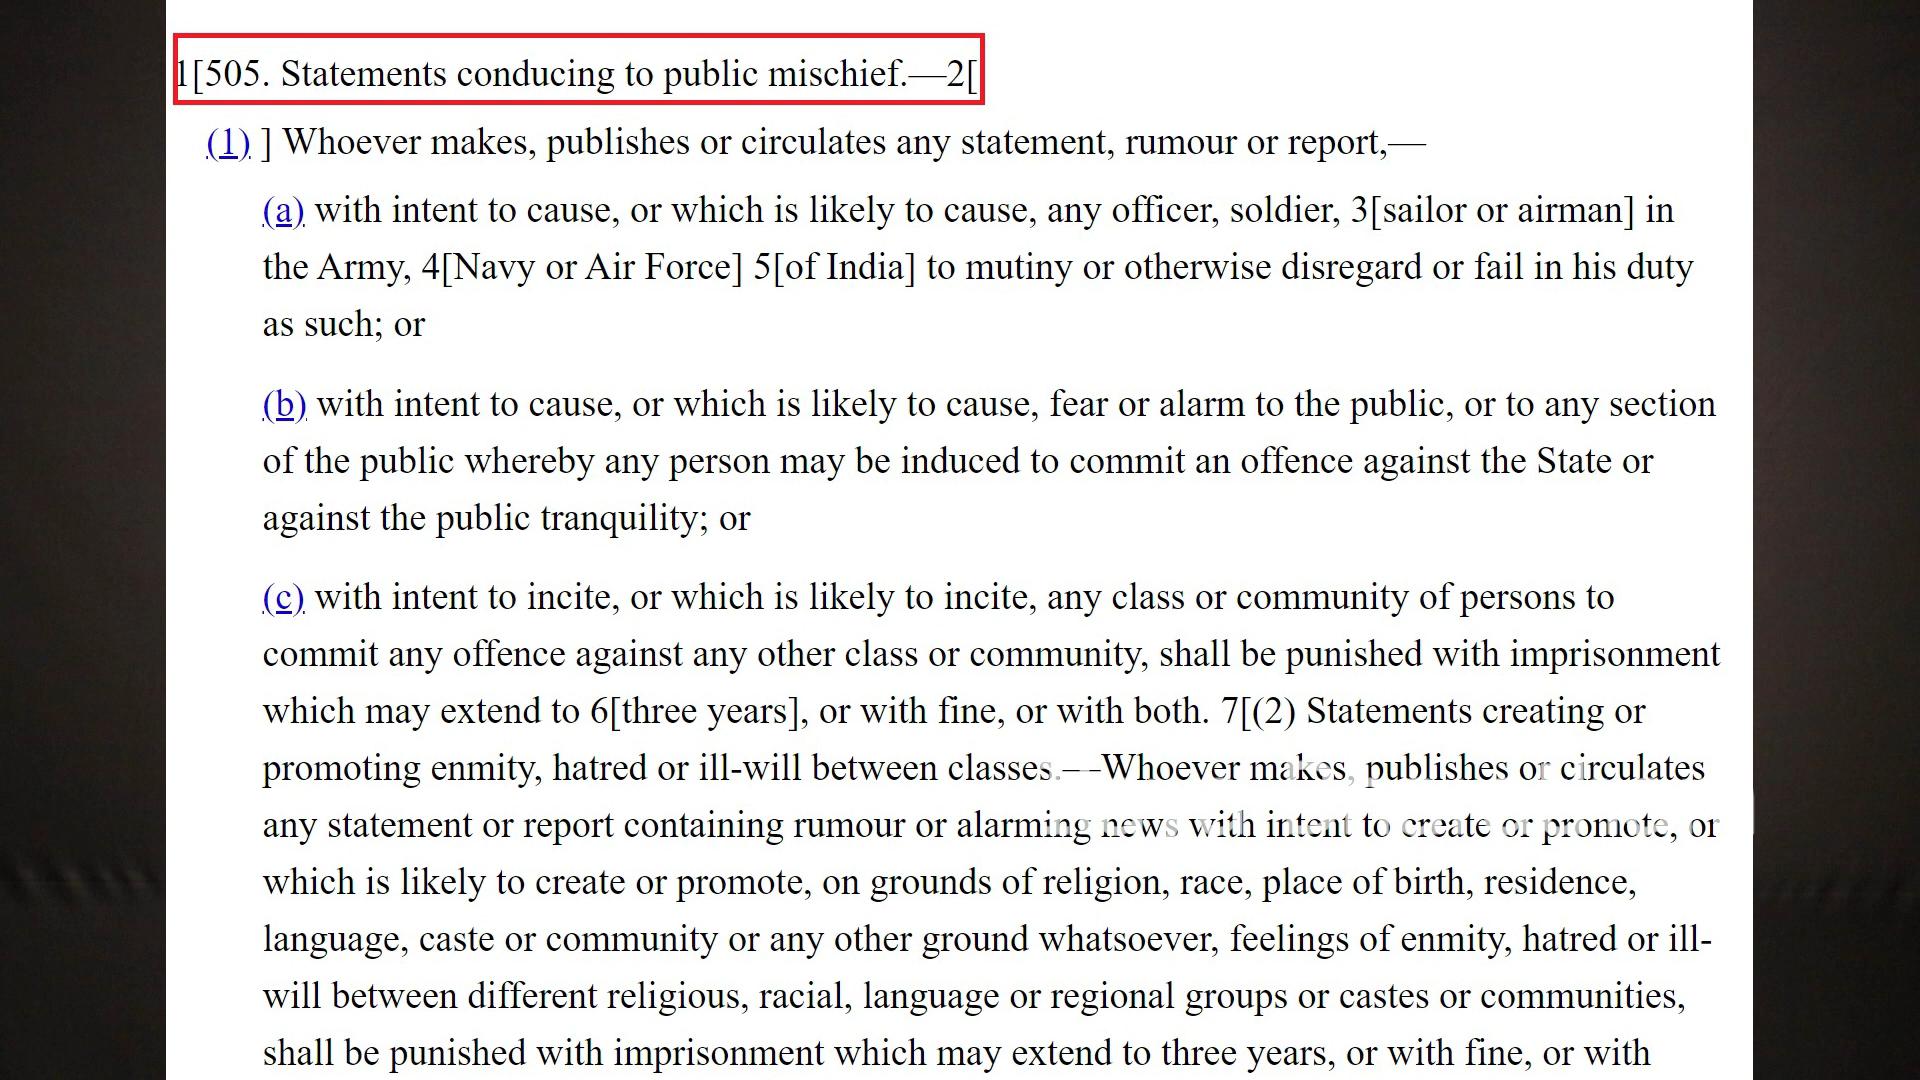 1[505. Statements conducing to public mischief.—2[
(1) ] Whoever makes, publishes or circulates any statement, rumour or report,—
(a) with intent to cause, or which is likely to cause, any officer, soldier, 3[sailor or airman] in
the Army, 4[Navy or Air Force] 5[of India] to mutiny or otherwise disregard or fail in his duty
as such; or
(b) with intent to cause, or which is likely to cause, fear or alarm to the public, or to any section
of the public whereby any person may be induced to commit an offence against the State or
against the public tranquility; or
(c) with intent to incite, or which is likely to incite, any class or community of persons to
commit any offence against any other class or community, shall be punished with imprisonment
which may extend to 6[three years], or with fine, or with both. 7[(2) Statements creating or
promoting enmity, hatred or ill-will between classes.—Whoever makes, publishes or circulates
any statement or report containing rumour or alarming news with intent to create or promote, or
which is likely to create or promote, on grounds of religion, race, place of birth, residence,
language, caste or community or any other ground whatsoever, feelings of enmity, hatred or ill-
will between different religious, racial, language or regional groups or castes or communities,
shall be punished with imprisonment which may extend to three years, or with fine, or with